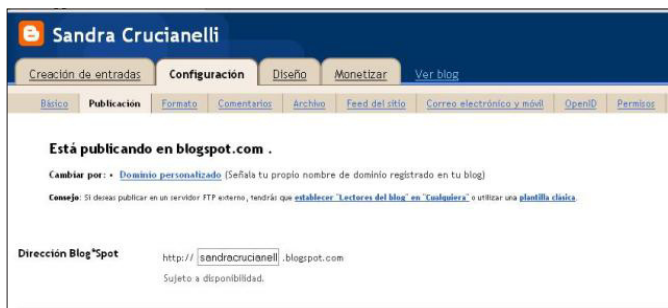 Sandra Crucianelli
Creación de entradas Configuración Diseño Monetizar Ver blog
Básico Publicación Formato Comentarios Archivo Feed del sitio Correo electrónico y móvil OpenID Permisos
Está publicando en blogspot.com .
Cambiar por: • Dominio personalizado (Señala tu propio nombre de dominio registrado en tu blog)
Consejo: Si deseas publicar en un servidor FTP externo, tendrás que establecer "Lectores del blog" en "Cualquiera" o utilizar una plantilla clásica.
Dirección Blog*Spot http:// sandracrucianell .blogspot.com
Sujeto a disponibilidad.